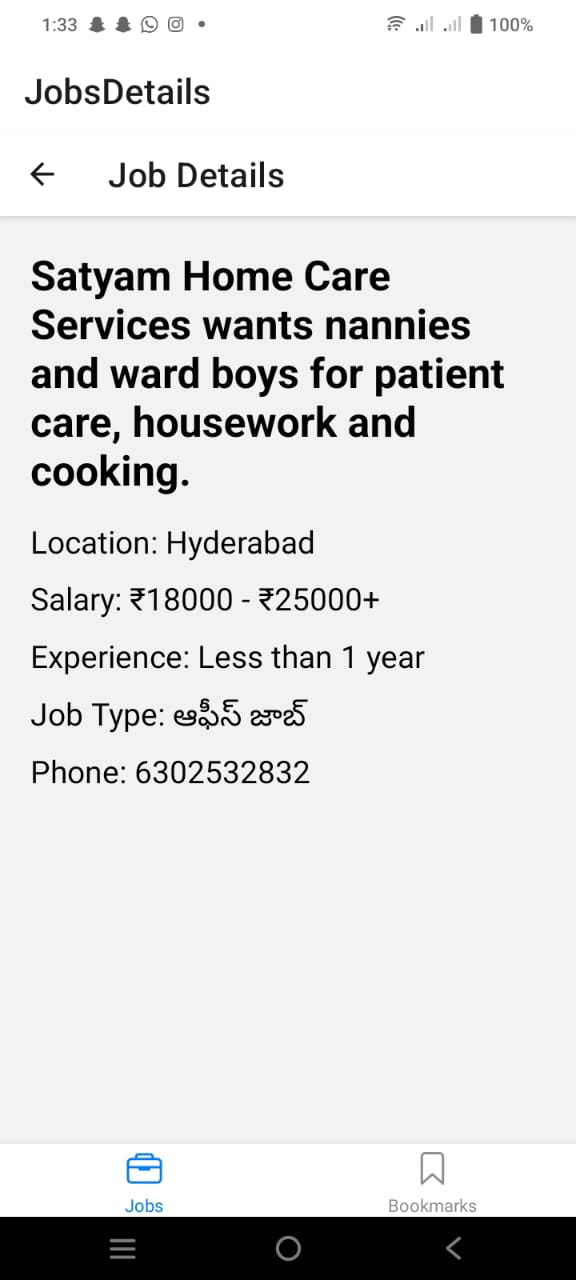 1:33
100%
JobsDetails
Job Details
Satyam Home Care
Services wants nannies
and ward boys for patient
care, housework and
cooking.
Location: Hyderabad
Salary: ₹18000 - ₹25000+
Experience: Less than 1 year
Job Type: ఆఫీస్ జాబ్
Phone: 6302532832
Jobs
Bookmarks